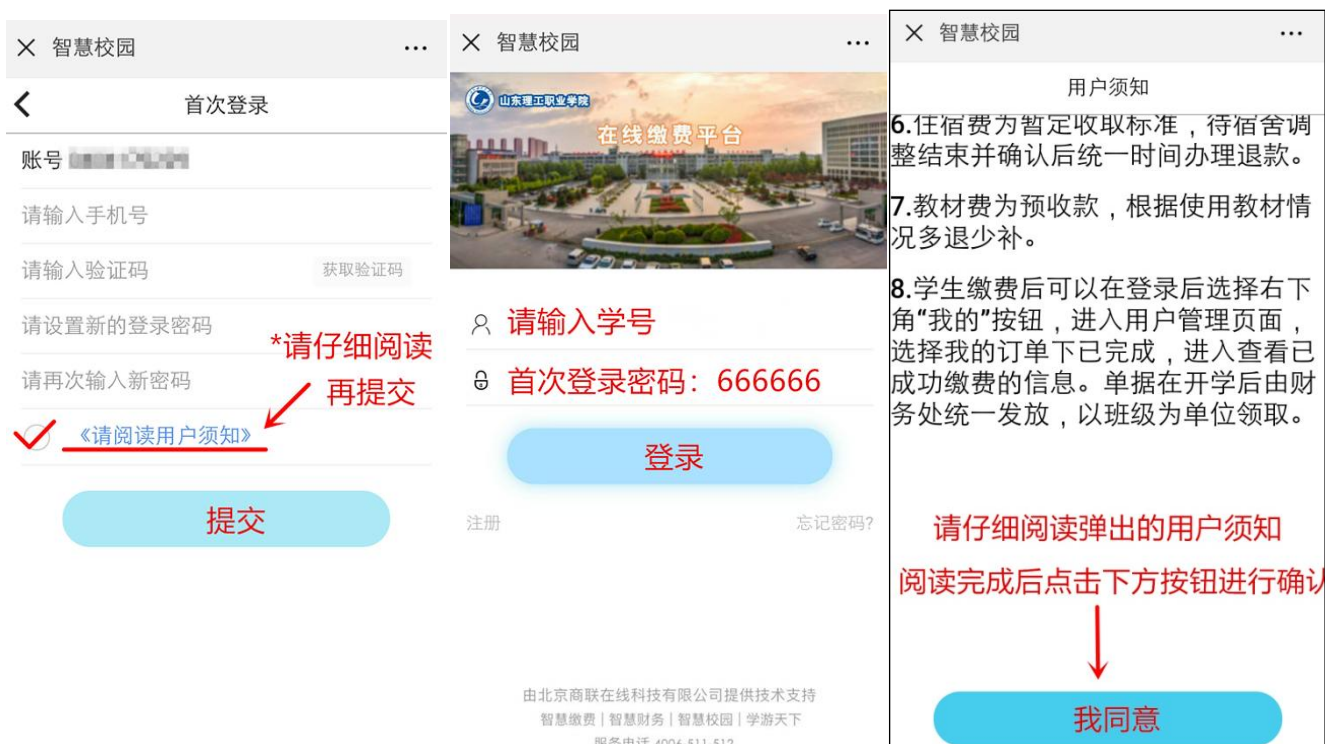 智慧校园
首次登录
账号
请输入手机号
请输入验证码
获取验证码
请设置新的登录密码
*请仔细阅读
请再次输入新密码
再提交
《请阅读用户须知》
提交
智慧校园
山东理工职业学院
在线缴费平台
请输入学号
首次登录密码：666666
登录
注册
忘记密码?
由北京商联在线科技有限公司提供技术支持
智慧缴费 | 智慧财务 | 智慧校园 | 学游天下
服务电话 4006-511-512
智慧校园
用户须知
6.住宿费为暂定收取标准，待宿舍调
整结束并确认后统一时间办理退款。
7.教材费为预收款，根据使用教材情
况多退少补。
8.学生缴费后可以在登录后选择右下
角“我的”按钮，进入用户管理页面，
选择我的订单下已完成，进入查看已
成功缴费的信息。单据在开学后由财
务处统一发放，以班级为单位领取。
请仔细阅读弹出的用户须知
阅读完成后点击下方按钮进行确认
我同意